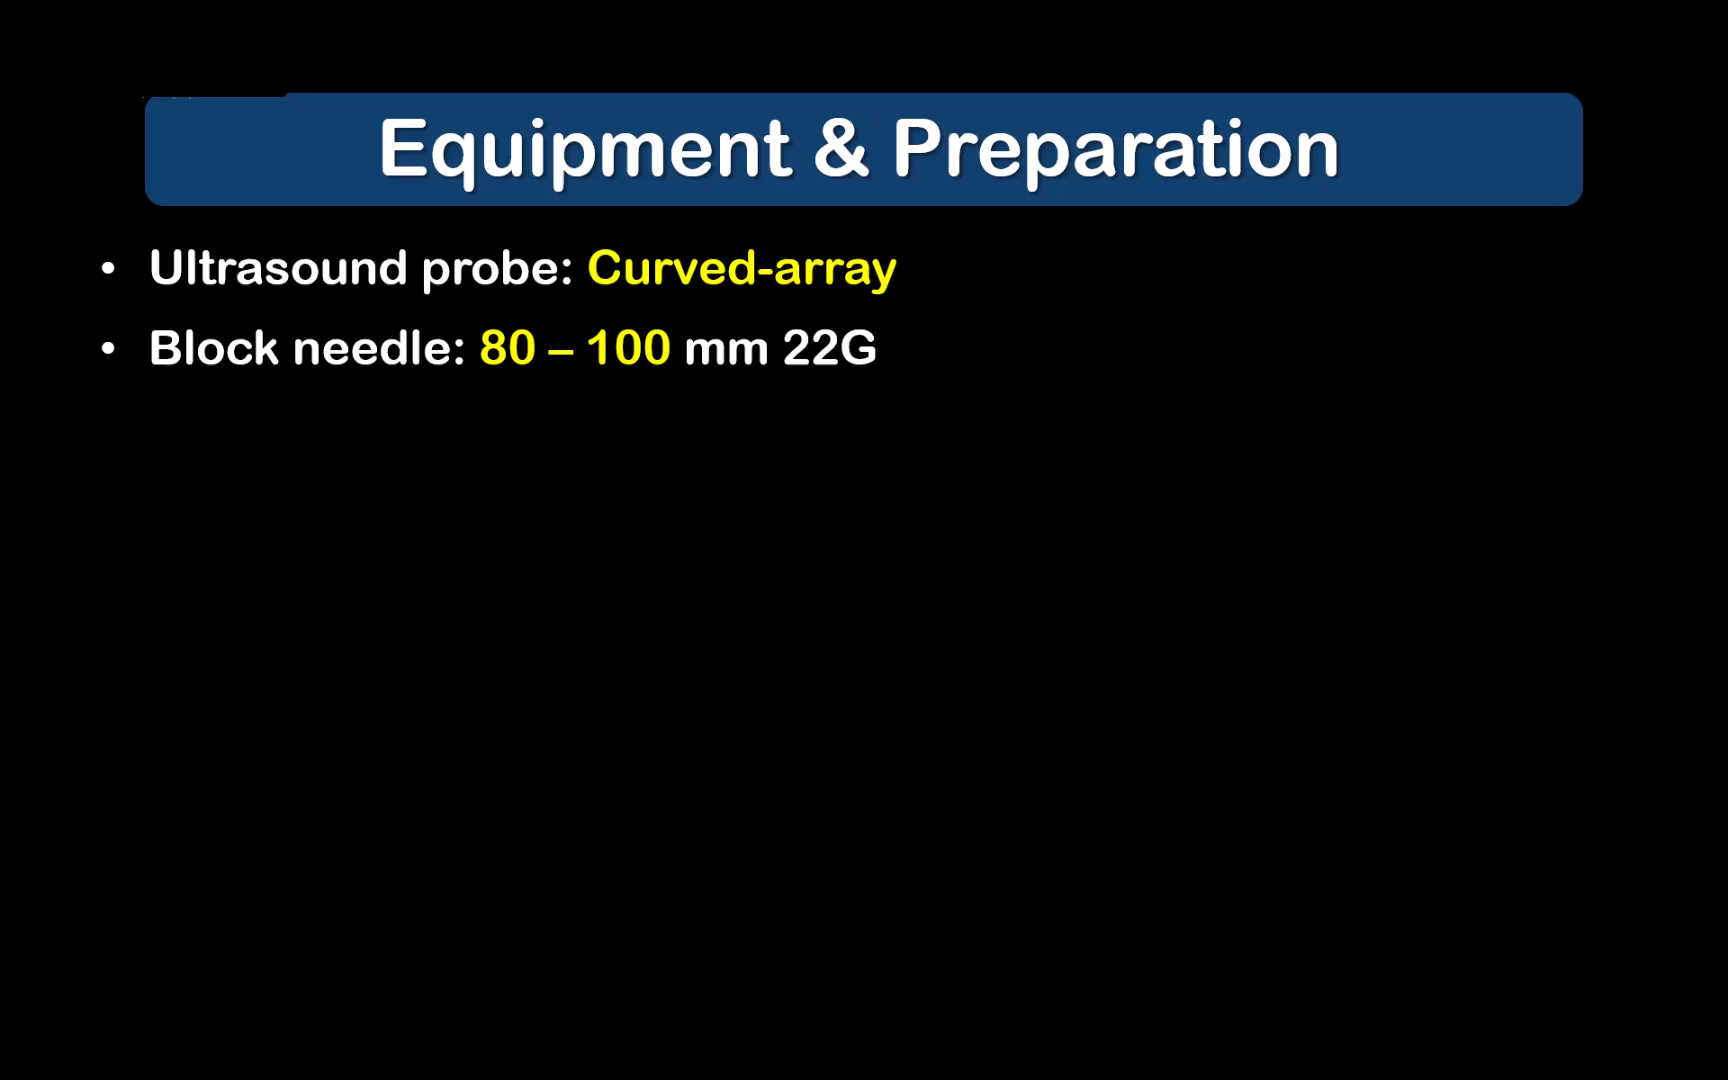 Equipment & Preparation
• Ultrasound probe: Curved-array
• Block needle: 80 – 100 mm 22G